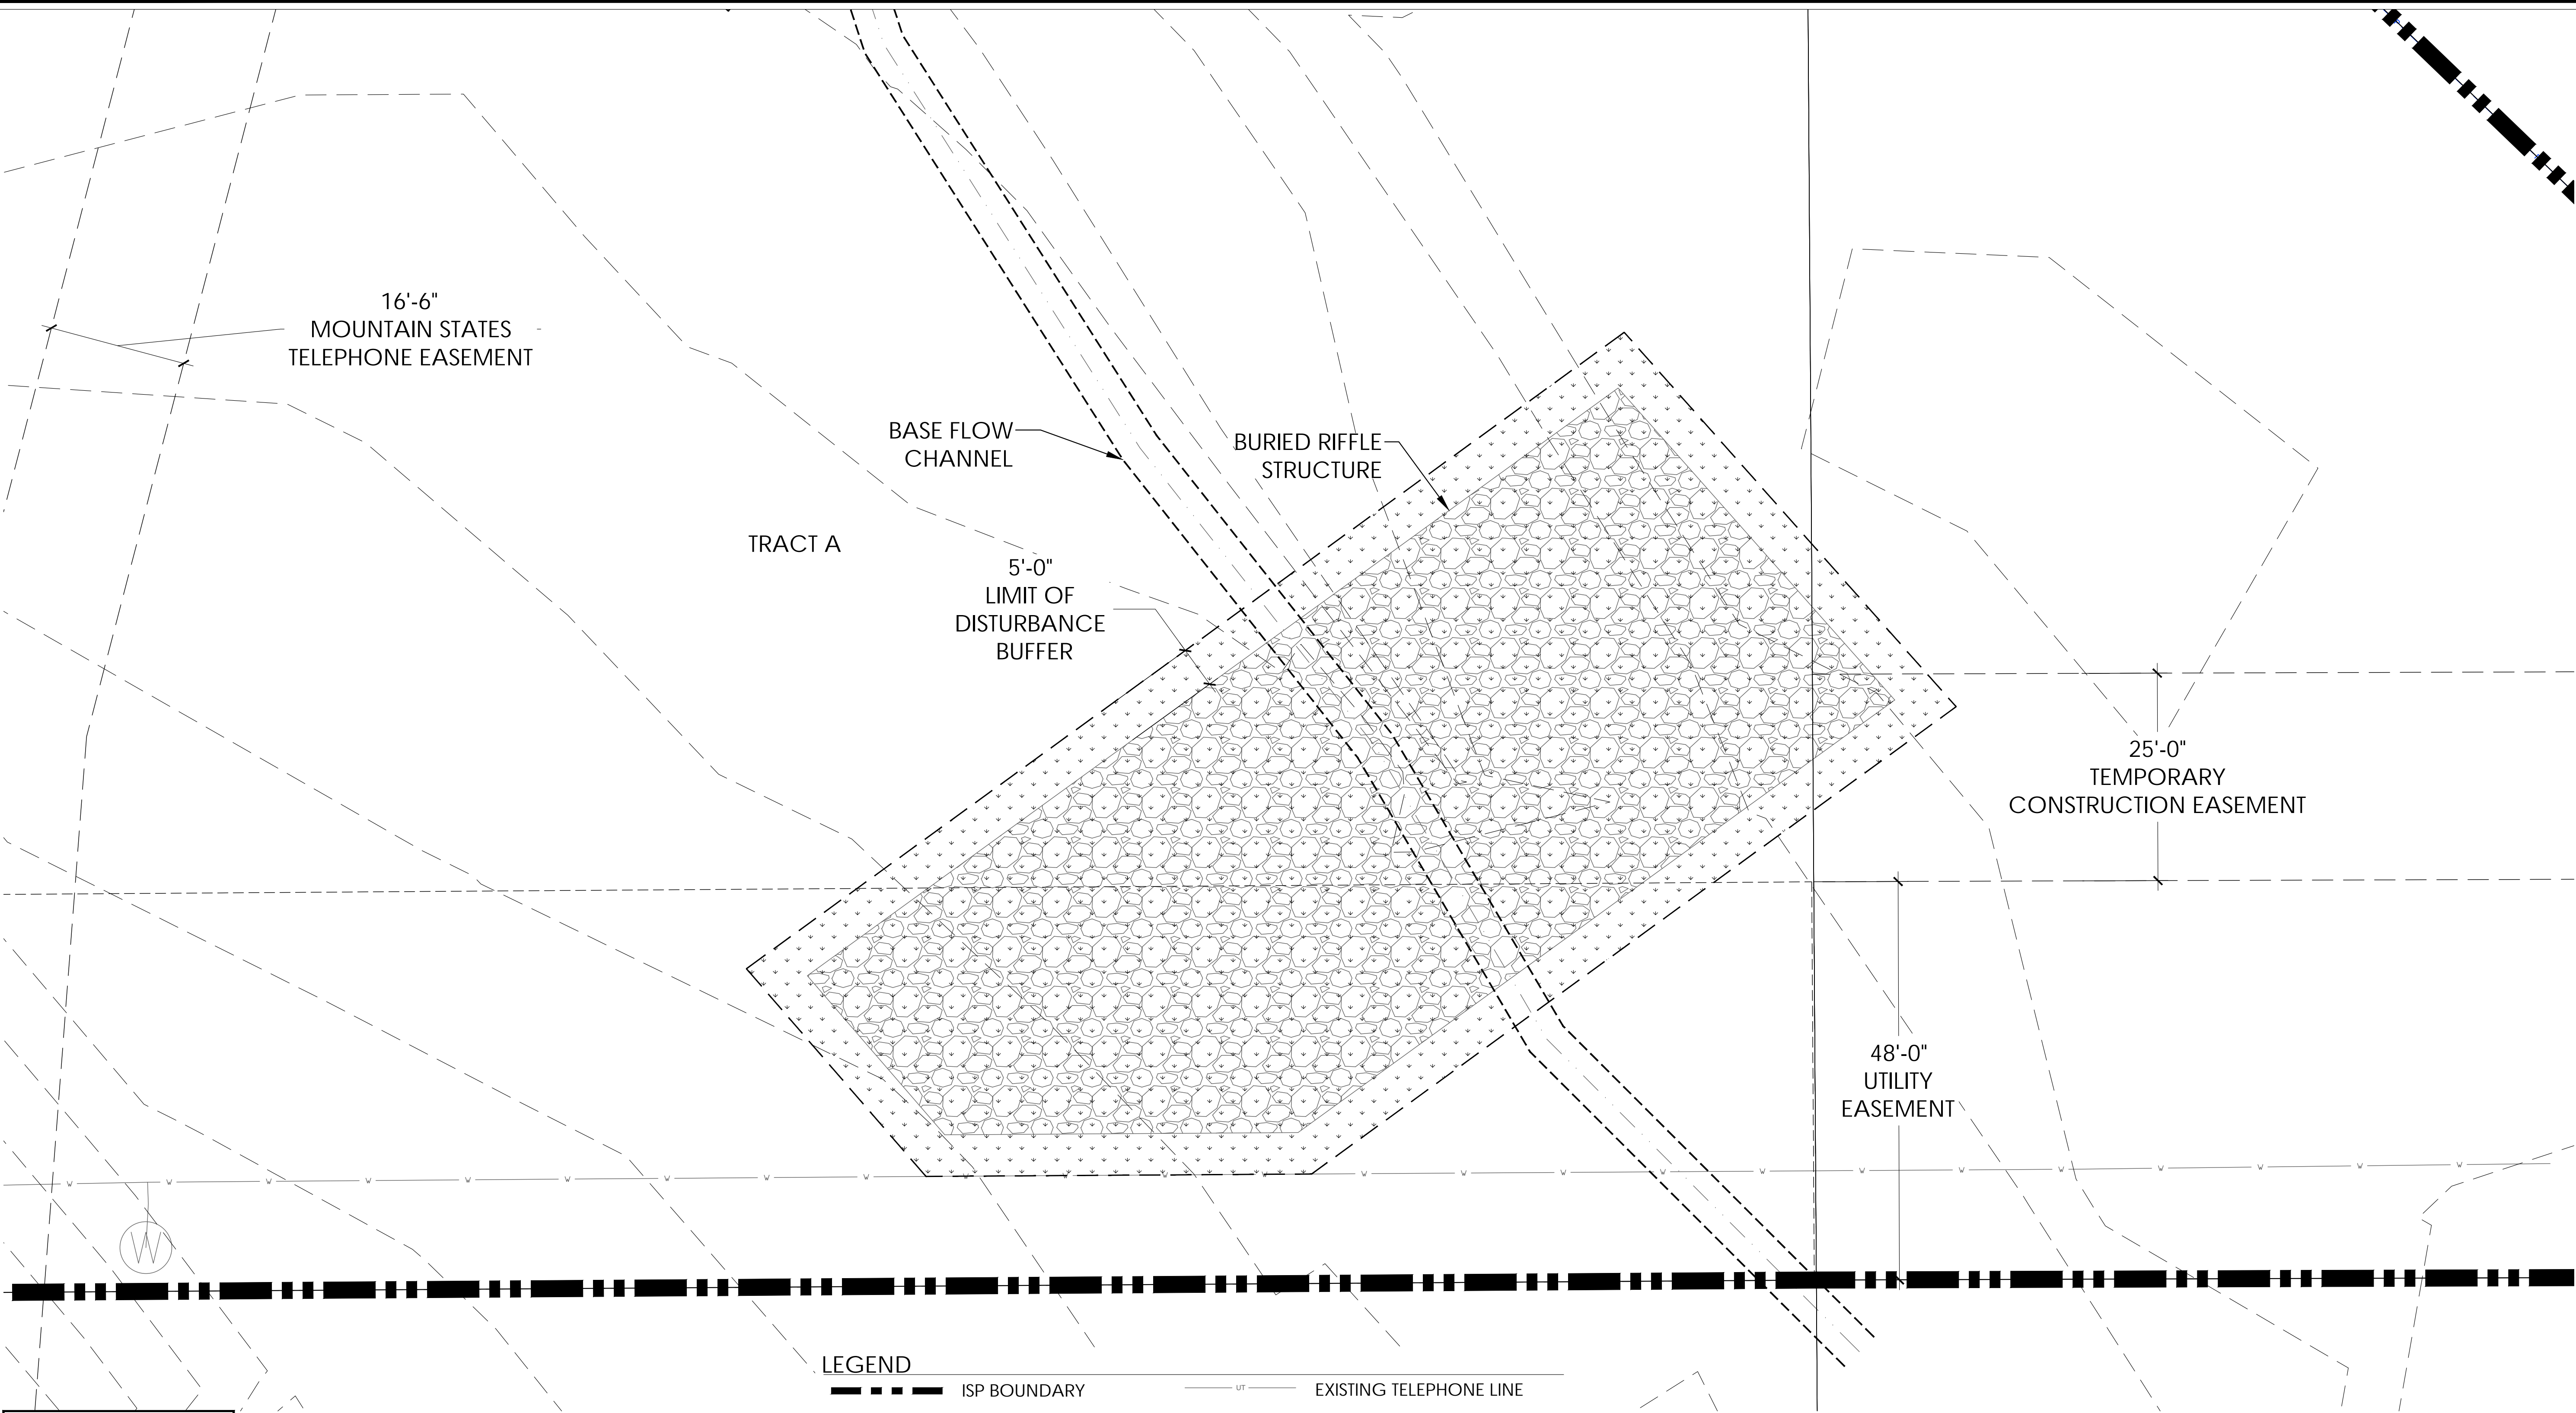 16'-6"
MOUNTAIN STATES
TELEPHONE EASEMENT
BASE FLOW
CHANNEL
BURIED RIFFLE
STRUCTURE
TRACT A
5'-0"
LIMIT OF
DISTURBANCE
BUFFER
25'-0"
TEMPORARY
CONSTRUCTION EASEMENT
48'-0"
UTILITY
EASEMENT
W W W W W W W W W W W W W W W W W W W W W W W W W
W
LEGEND
ISP BOUNDARY
UT
EXISTING TELEPHONE LINE